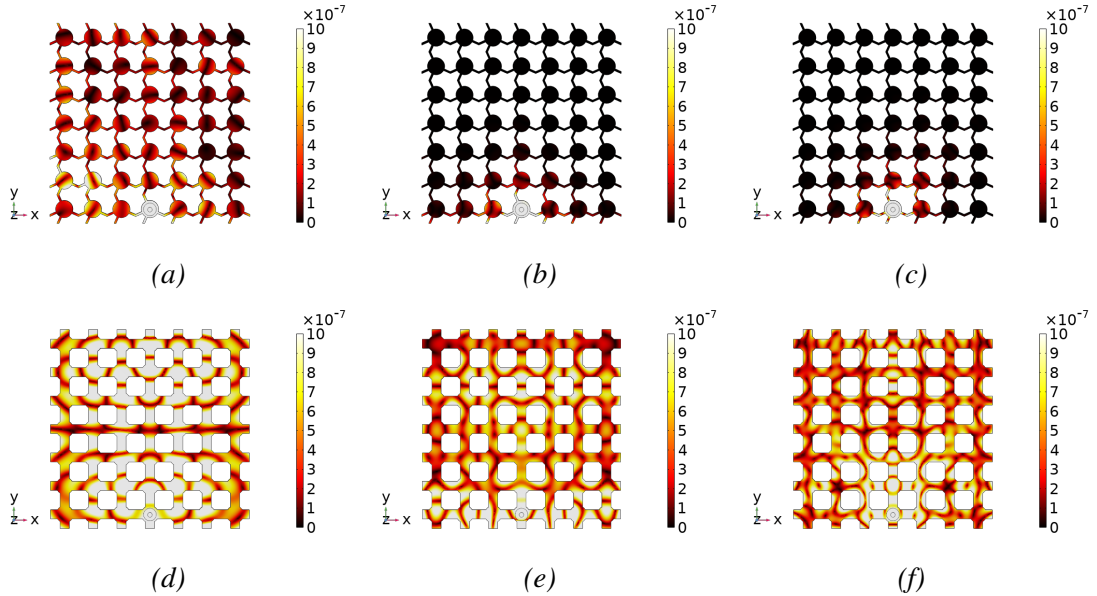 ×10⁻⁷ ×10⁻⁷ ×10⁻⁷
10 10 10
9 9 9
8 8 8
7 7 7
6 6 6
5 5 5
4 4 4
3 3 3
2 2 2
y y y
1 1 1
z x 0 z x 0 z x 0
(a) (b) (c)
×10⁻⁷ ×10⁻⁷ ×10⁻⁷
10 10 10
9 9 9
8 8 8
7 7 7
6 6 6
5 5 5
4 4 4
3 3 3
2 2 2
y y y
1 1 1
z x 0 z x 0 z x 0
(d) (e) (f)